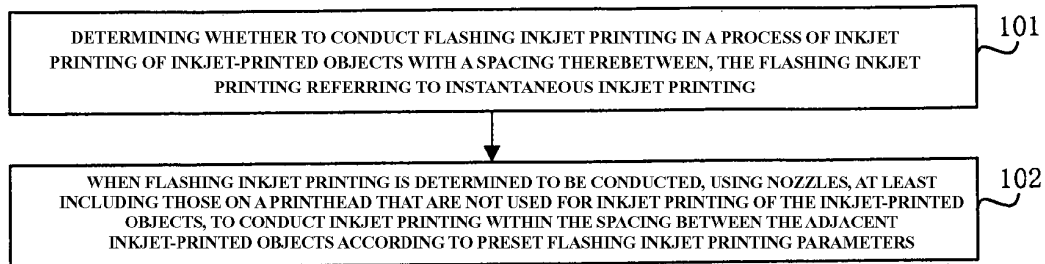 DETERMINING WHETHER TO CONDUCT FLASHING INKJET PRINTING IN A PROCESS OF INKJET
PRINTING OF INKJET-PRINTED OBJECTS WITH A SPACING THEREBETWEEN, THE FLASHING INKJET
PRINTING REFERRING TO INSTANTANEOUS INKJET PRINTING
101
WHEN FLASHING INKJET PRINTING IS DETERMINED TO BE CONDUCTED, USING NOZZLES, AT LEAST
INCLUDING THOSE ON A PRINTHEAD THAT ARE NOT USED FOR INKJET PRINTING OF THE INKJET-PRINTED
OBJECTS, TO CONDUCT INKJET PRINTING WITHIN THE SPACING BETWEEN THE ADJACENT
INKJET-PRINTED OBJECTS ACCORDING TO PRESET FLASHING INKJET PRINTING PARAMETERS
102